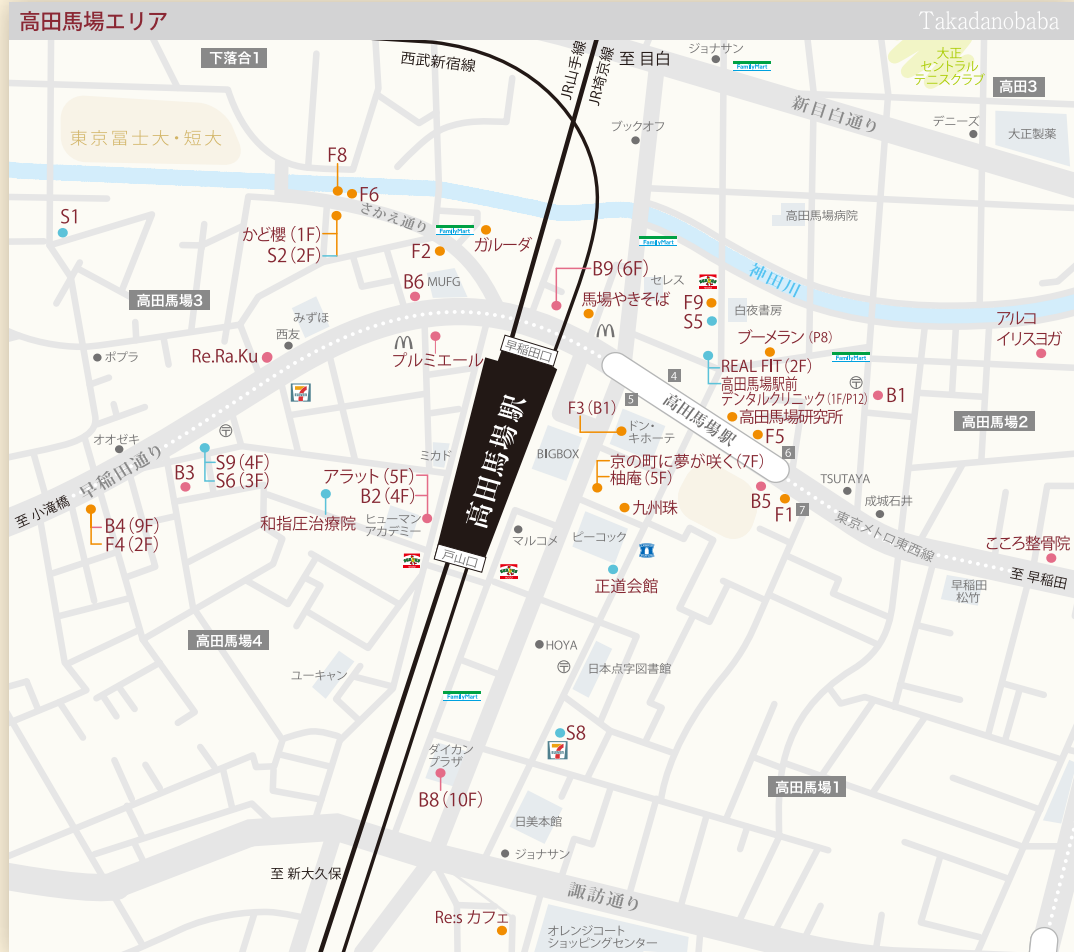 高田馬場エリア
Takadanobaba
下落合1
西武新宿線
JR山手線
JR埼京線
至 目白
ジョナサン
FamilyMart
大正
セントラル
テニスクラブ
高田3
新目白通り
デニーズ
大正製薬
東京富士大・短大
ブックオフ
F8
F6
さかえ通り
S1
かど櫻(1F)
S2(2F)
FamilyMart
ガルーダ
F2
FamilyMart
高田馬場病院
神田川
B6
MUFG
B9(6F)
セレス
馬場やきそば
F9
S5
白夜書房
高田馬場3
みずほ
西友
ポプラ
Re.Ra.Ku
プルミエール
早稲田口
ブーメラン(P8)
FamilyMart
アルコ
イリスヨガ
REAL FIT(2F)
高田馬場駅前
デンタルクリニック(1F/P12)
B1
4
5
高田馬場駅
高田馬場研究所
F5
6
高田馬場2
F3(B1)
ドン・
キホーテ
高田馬場駅
オオゼキ
早稲田通り
S9(4F)
S6(3F)
B3
ミカド
BIGBOX
京の町に夢が咲く(7F)
柚庵(5F)
アラット(5F)
B2(4F)
TSUTAYA
成城石井
B5
F1
7
九州珠
至 小滝橋
B4(9F)
F4(2F)
和指圧治療院
ヒューマン
アカデミー
マルコメ
ピーコック
東京メトロ東西線
こころ整骨院
戸山口
正道会館
至 早稲田
早稲田
松竹
高田馬場4
HOYA
日本点字図書館
ユーキャン
FamilyMart
S8
ダイカン
プラザ
B8(10F)
高田馬場1
日美本館
ジョナサン
至 新大久保
諏訪通り
Re:s カフェ
オレンジコート
ショッピングセンター